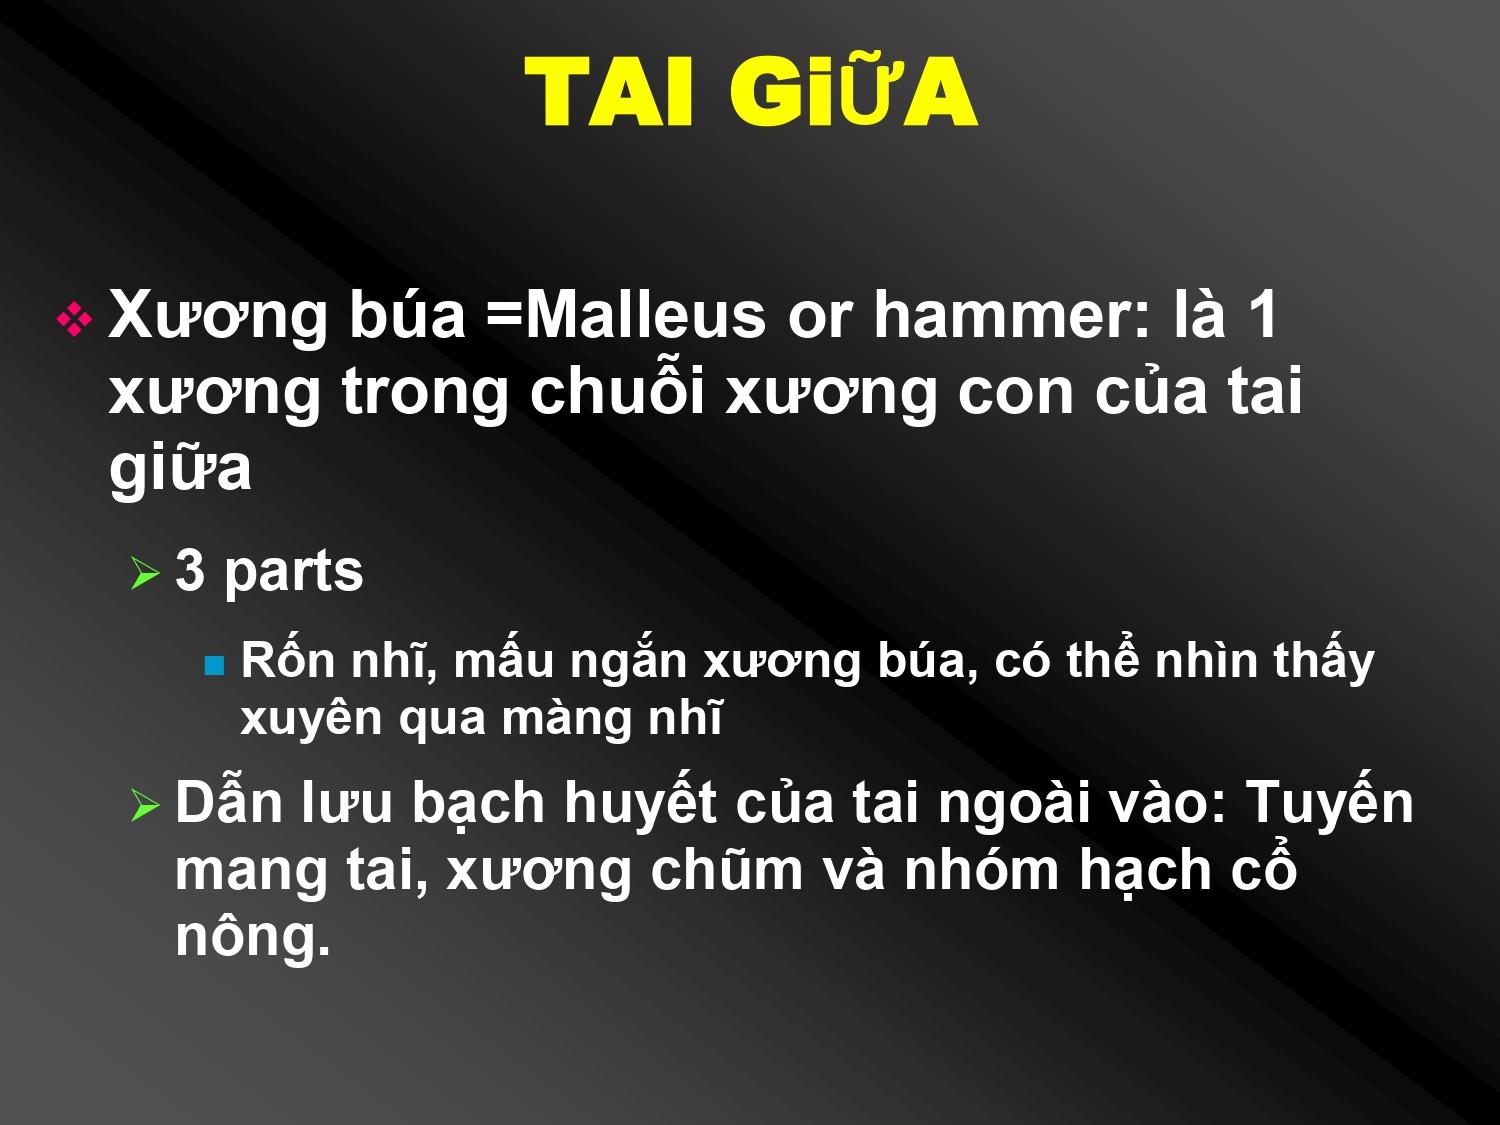 TAI GiỮA
Xương búa =Malleus or hammer: là 1
xương trong chuỗi xương con của tai
giữa
3 parts
Rốn nhĩ, mấu ngắn xương búa, có thể nhìn thấy
xuyên qua màng nhĩ
Dẫn lưu bạch huyết của tai ngoài vào: Tuyến
mang tai, xương chũm và nhóm hạch cổ
nông.